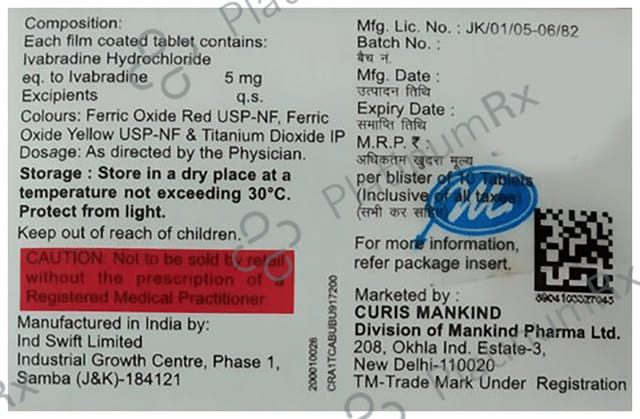 Composition:
Each film coated tablet contains:
Ivabradine Hydrochloride
eq. to Ivabradine 5 mg
Excipients q.s.
Colours: Ferric Oxide Red USP-NF, Ferric
Oxide Yellow USP-NF & Titanium Dioxide IP
Dosage: As directed by the Physician.
Storage : Store in a dry place at a
temperature not exceeding 30°C.
Protect from light.
Keep out of reach of children.
CAUTION: Not to be sold by retail
without the prescription of a
Registered Medical Practitioner.
Manufactured in India by:
Ind Swift Limited
Industrial Growth Centre, Phase 1,
Samba (J&K)-184121
200010026
CRA1TCABUBU917200
Mfg. Lic. No. : JK/01/05-06/82
Batch No. :
बैच नं.
Mfg. Date :
उत्पादन तिथि
Expiry Date :
समाप्ति तिथि
M.R.P. ₹ :
अधिकतम खुदरा मूल्य
per blister of 10 Tablets
(Inclusive of all taxes)
(सभी कर सहित)
For more information,
refer package insert.
8904103327045
Marketed by :
CURIS MANKIND
Division of Mankind Pharma Ltd.
208, Okhla Ind. Estate-3,
New Delhi-110020
TM-Trade Mark Under Registration
PlatinumRx